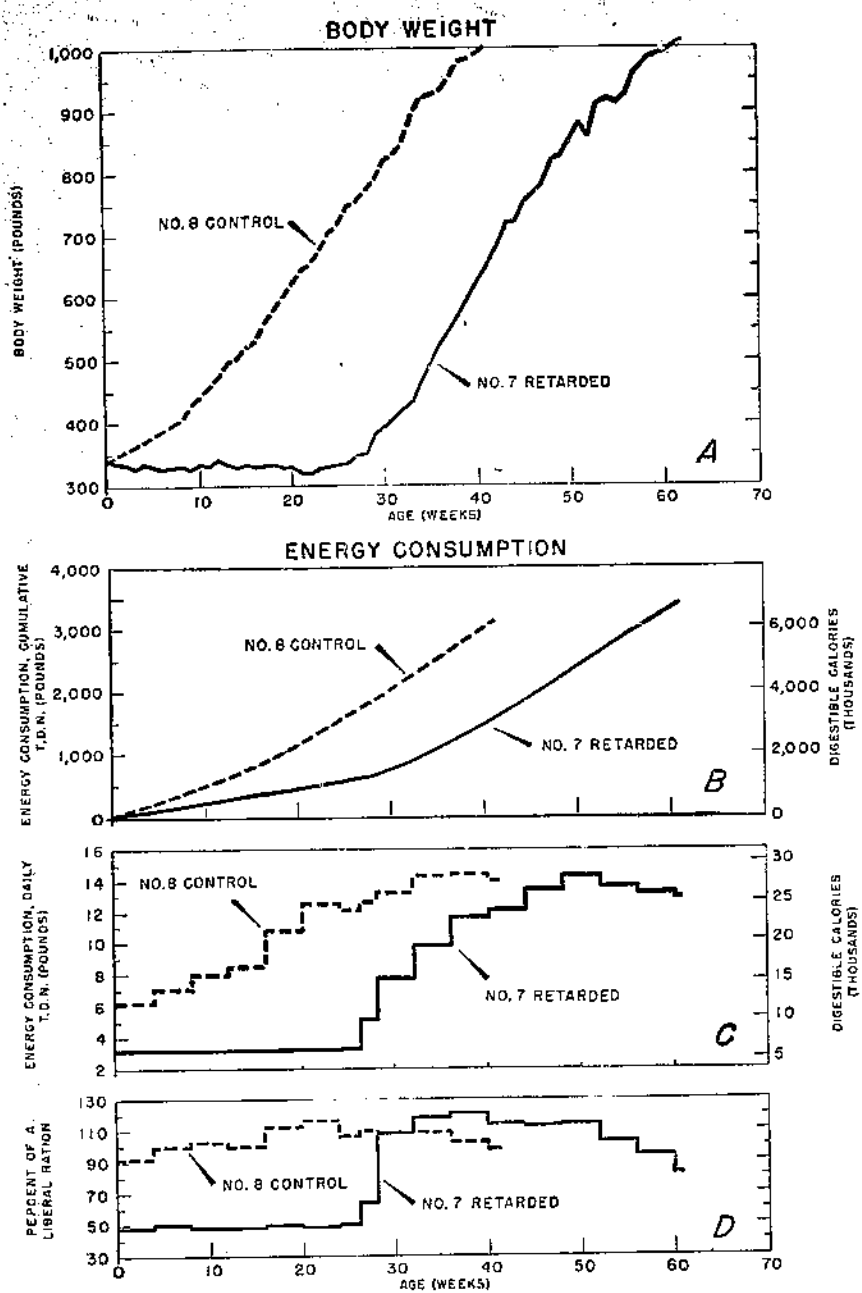 BODY WEIGHT
1,000
900
800
700
600
500
400
300
BODY WEIGHT (POUNDS)
NO. 8 CONTROL
NO. 7 RETARDED
A
0 10 20 30 40 50 60 70
AGE (WEEKS)
ENERGY CONSUMPTION
4,000
3,000
2,000
1,000
0
ENERGY CONSUMPTION, CUMULATIVE
T.D.N. (POUNDS)
NO. 8 CONTROL
NO. 7 RETARDED
B
6,000
4,000
2,000
0
DIGESTIBLE CALORIES
(THOUSANDS)
16
14
12
10
8
6
4
2
ENERGY CONSUMPTION, DAILY
T.D.N. (POUNDS)
NO. 8 CONTROL
NO. 7 RETARDED
C
30
25
20
15
10
5
DIGESTIBLE CALORIES
(THOUSANDS)
130
110
90
70
50
30
PERCENT OF A
LIBERAL RATION
NO. 8 CONTROL
NO. 7 RETARDED
D
0 10 20 30 40 50 60 70
AGE (WEEKS)